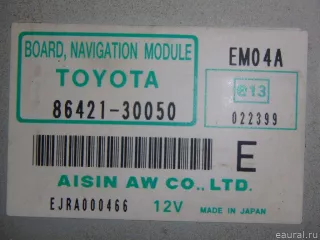 BOARD, NAVIGATION MODULE
EM04A
TOYOTA
e13
86421-30050
022399
E
AISIN AW CO., LTD.
EJRA000466
12V
MADE IN JAPAN
eaural.ru